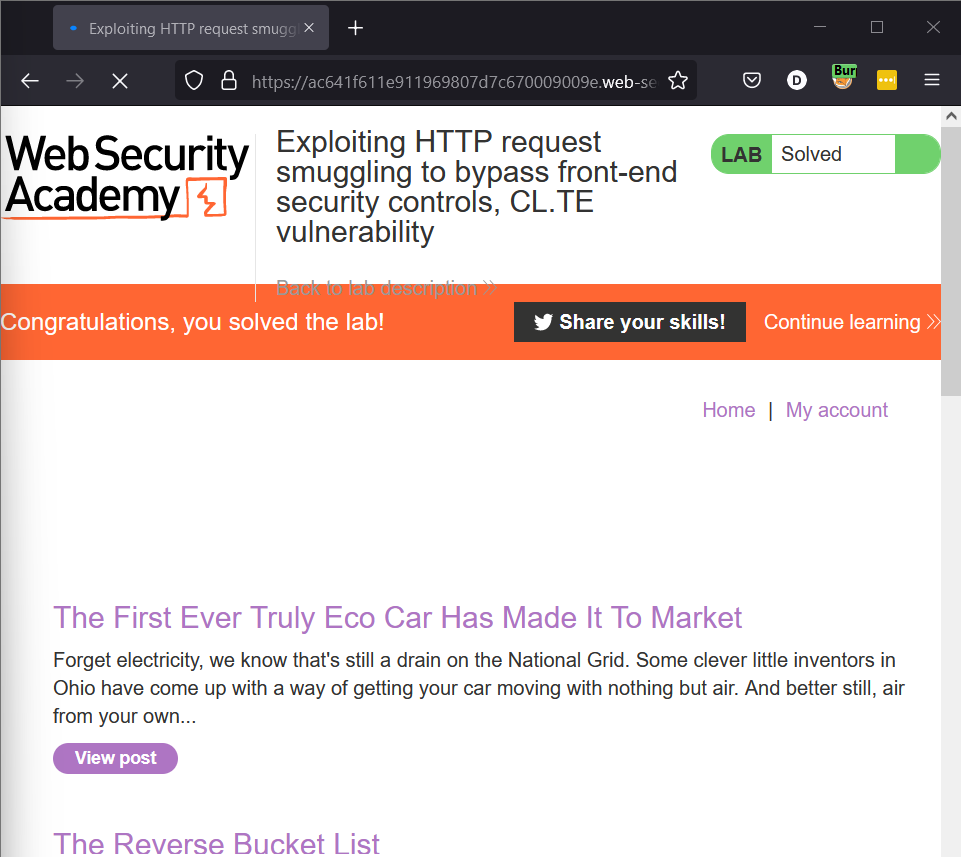 Exploiting HTTP request smugg
Bur
https://ac641f611e911969807d7c670009009e.web-se
D
Web Security
Academy
Exploiting HTTP request
smuggling to bypass front-end
security controls, CL.TE
vulnerability
LAB Solved
Back to lab description
Congratulations, you solved the lab!
Share your skills!
Continue learning
Home | My account
The First Ever Truly Eco Car Has Made It To Market
Forget electricity, we know that's still a drain on the National Grid. Some clever little inventors in
Ohio have come up with a way of getting your car moving with nothing but air. And better still, air
from your own...
View post
The Reverse Bucket List